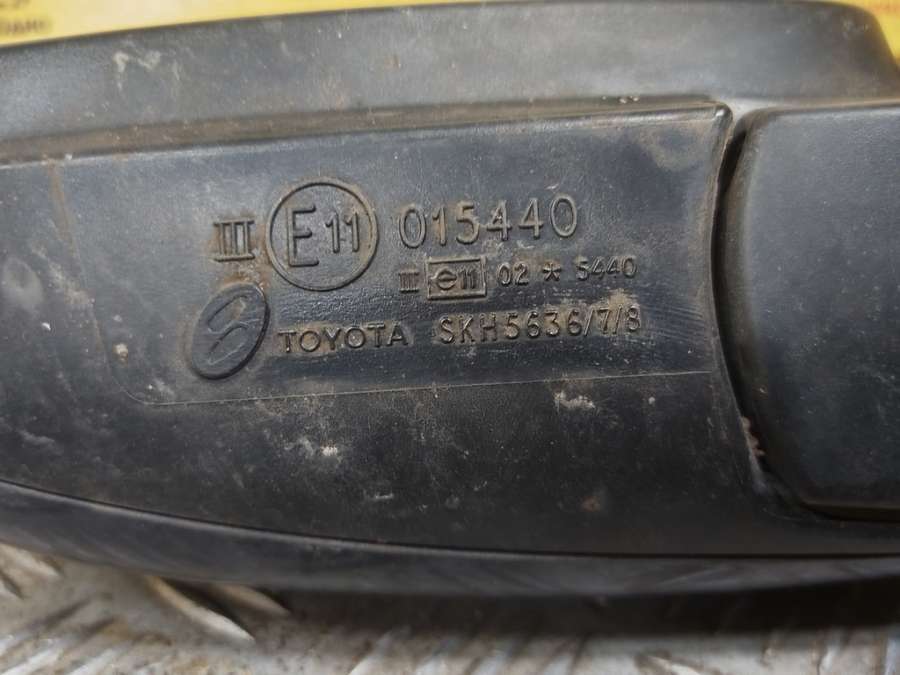 III E11 015440
II e11 02 * 5440
TOYOTA SKH5636/7/8